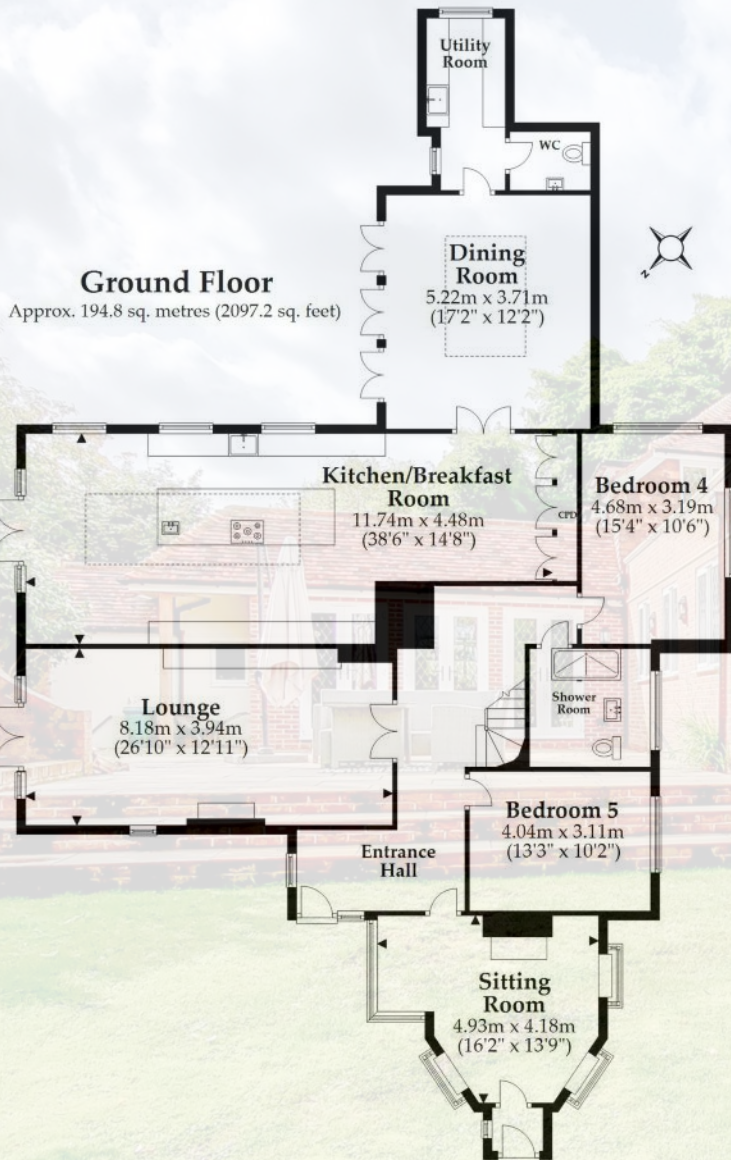 Utility
Room
WC
Dining
Room
5.22m x 3.71m
(17'2" x 12'2")
N
Ground Floor
Approx. 194.8 sq. metres (2097.2 sq. feet)
Kitchen/Breakfast
Room
11.74m x 4.48m
(38'6" x 14'8")
CPD
Bedroom 4
4.68m x 3.19m
(15'4" x 10'6")
Lounge
8.18m x 3.94m
(26'10" x 12'11")
Shower
Room
Bedroom 5
4.04m x 3.11m
(13'3" x 10'2")
Entrance
Hall
Sitting
Room
4.93m x 4.18m
(16'2" x 13'9")